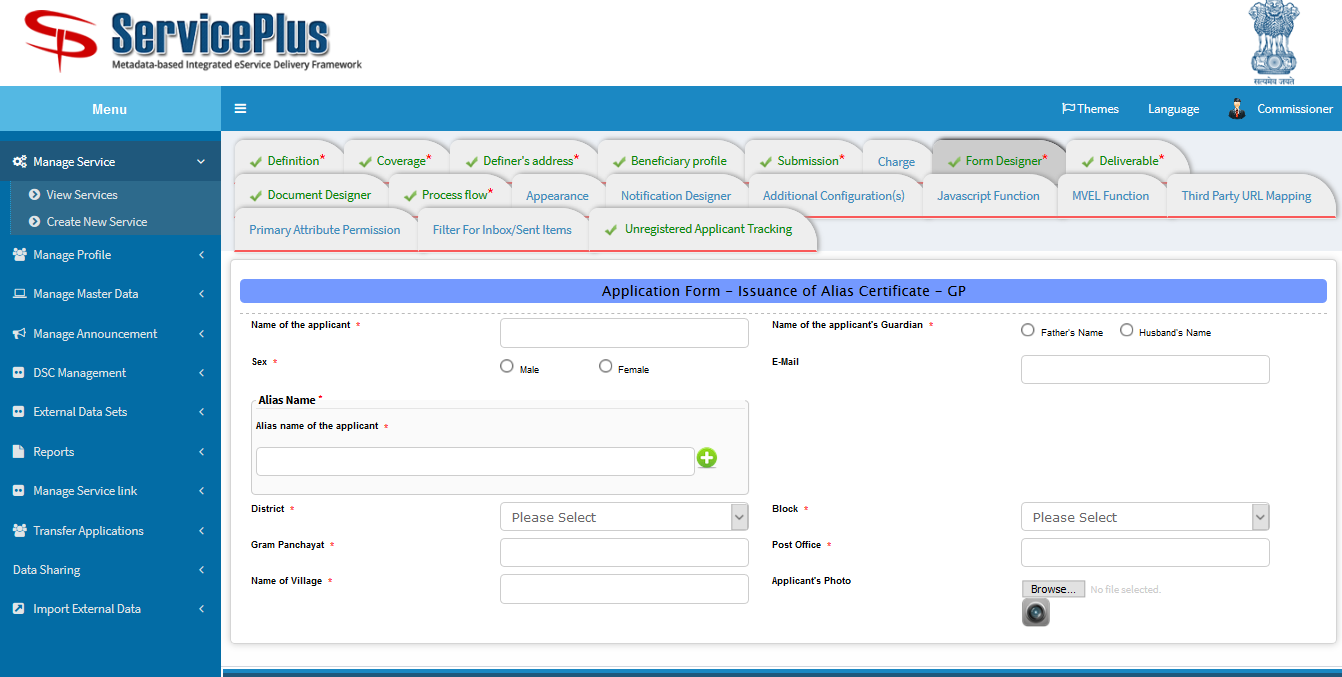 ServicePlus
Metadata-based Integrated eService Delivery Framework
सत्यमेव जयते
Menu
Themes Language Commissioner
Manage Service
View Services
Create New Service
Manage Profile
Manage Master Data
Manage Announcement
DSC Management
External Data Sets
Reports
Manage Service link
Transfer Applications
Data Sharing
Import External Data
Definition* Coverage* Definer's address* Beneficiary profile Submission* Charge Form Designer* Deliverable*
Document Designer Process flow* Appearance Notification Designer Additional Configuration(s) Javascript Function MVEL Function Third Party URL Mapping
Primary Attribute Permission Filter For Inbox/Sent Items Unregistered Applicant Tracking
Application Form – Issuance of Alias Certificate – GP
Name of the applicant * Name of the applicant's Guardian * Father's Name Husband's Name
Sex * Male Female E-Mail
Alias Name *
Alias name of the applicant *
District * Please Select Block * Please Select
Gram Panchayat * Post Office *
Name of Village * Applicant's Photo
Browse... No file selected.